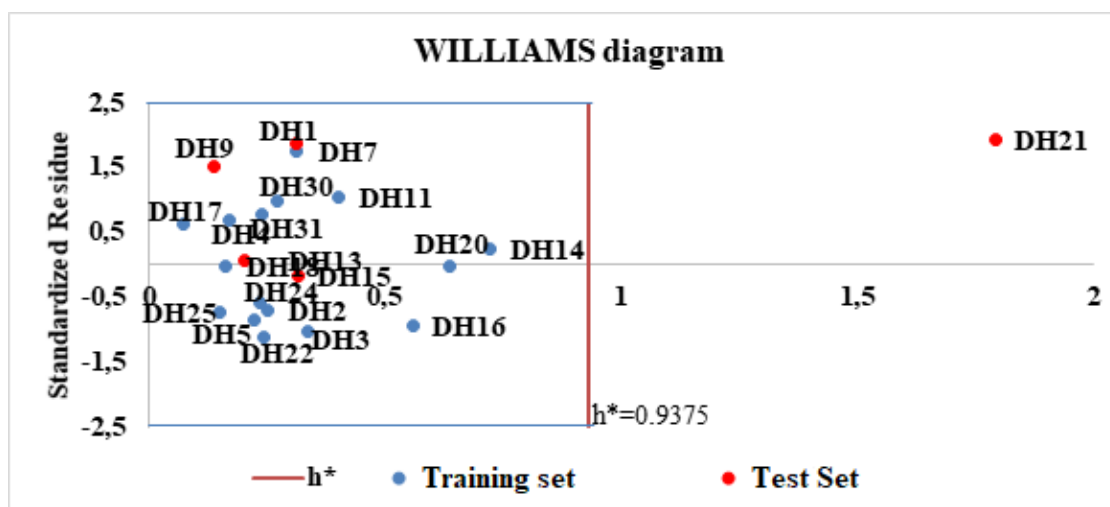 WILLIAMS diagram
Standardized Residue
2,5
1,5
0,5
-0,5
-1,5
-2,5
0
0,5
1
1,5
2
DH1
DH9
DH7
DH21
DH30
DH11
DH17
DH4
DH31
DH20
DH14
DH13
DH18
DH15
DH24
DH25
DH2
DH5
DH3
DH16
DH22
h*=0.9375
h*
Training set
Test Set